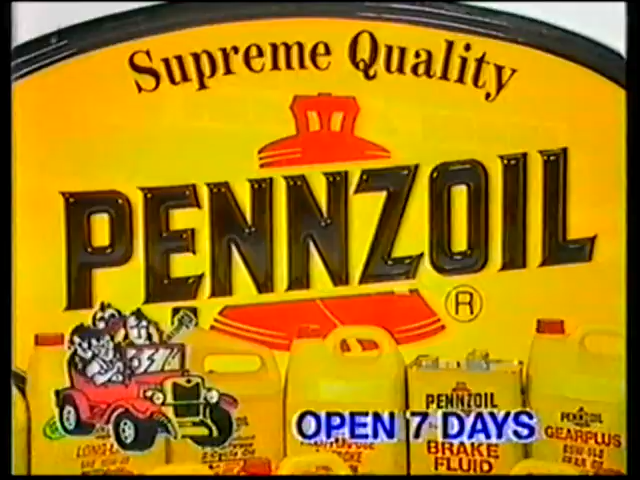 Supreme Quality
PENNZOIL
®
OPEN 7 DAYS
PENNZOIL
BRAKE
FLUID
PENNZOIL
GEARPLUS